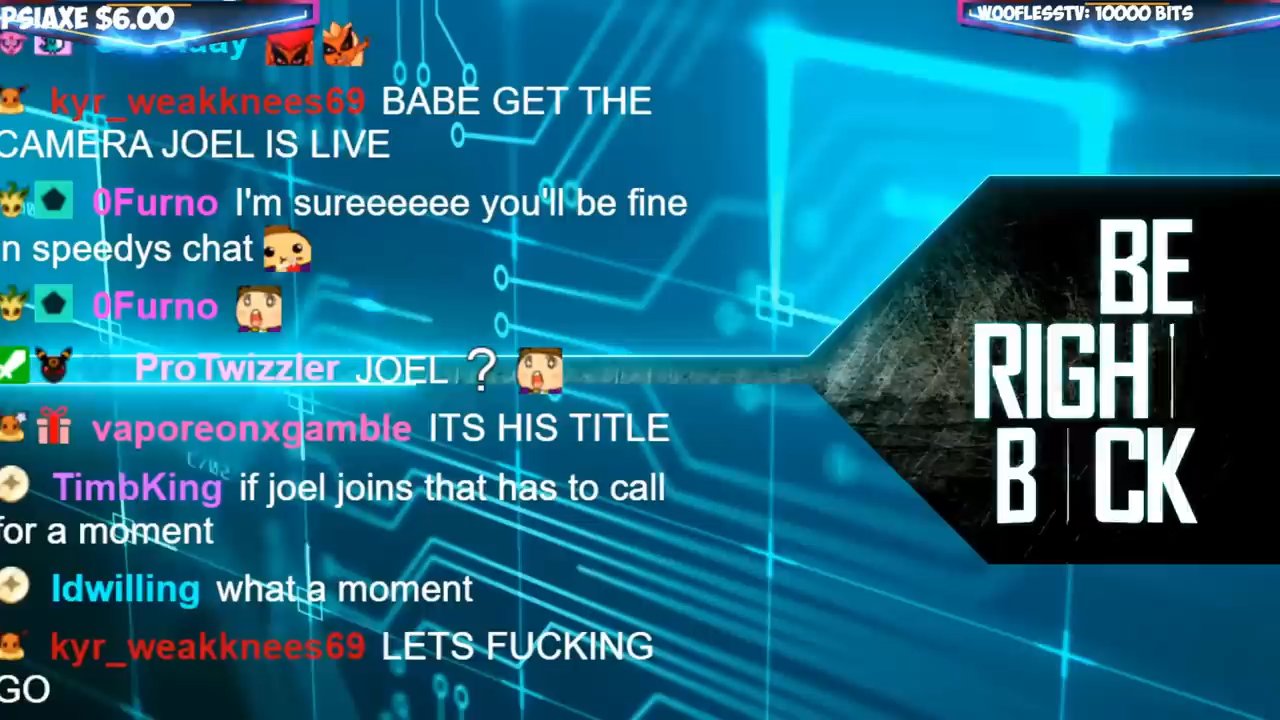 PSIAXE $6.00
WOOFLESSTV: 10000 BITS
kyr_weakknees69 BABE GET THE
CAMERA JOEL IS LIVE
0Furno I'm sureeeeee you'll be fine
n speedys chat
0Furno
ProTwizzler JOEL ?
vaporeonxgamble ITS HIS TITLE
TimbKing if joel joins that has to call
for a moment
ldwilling what a moment
kyr_weakknees69 LETS FUCKING
GO
BE
RIGH
B CK